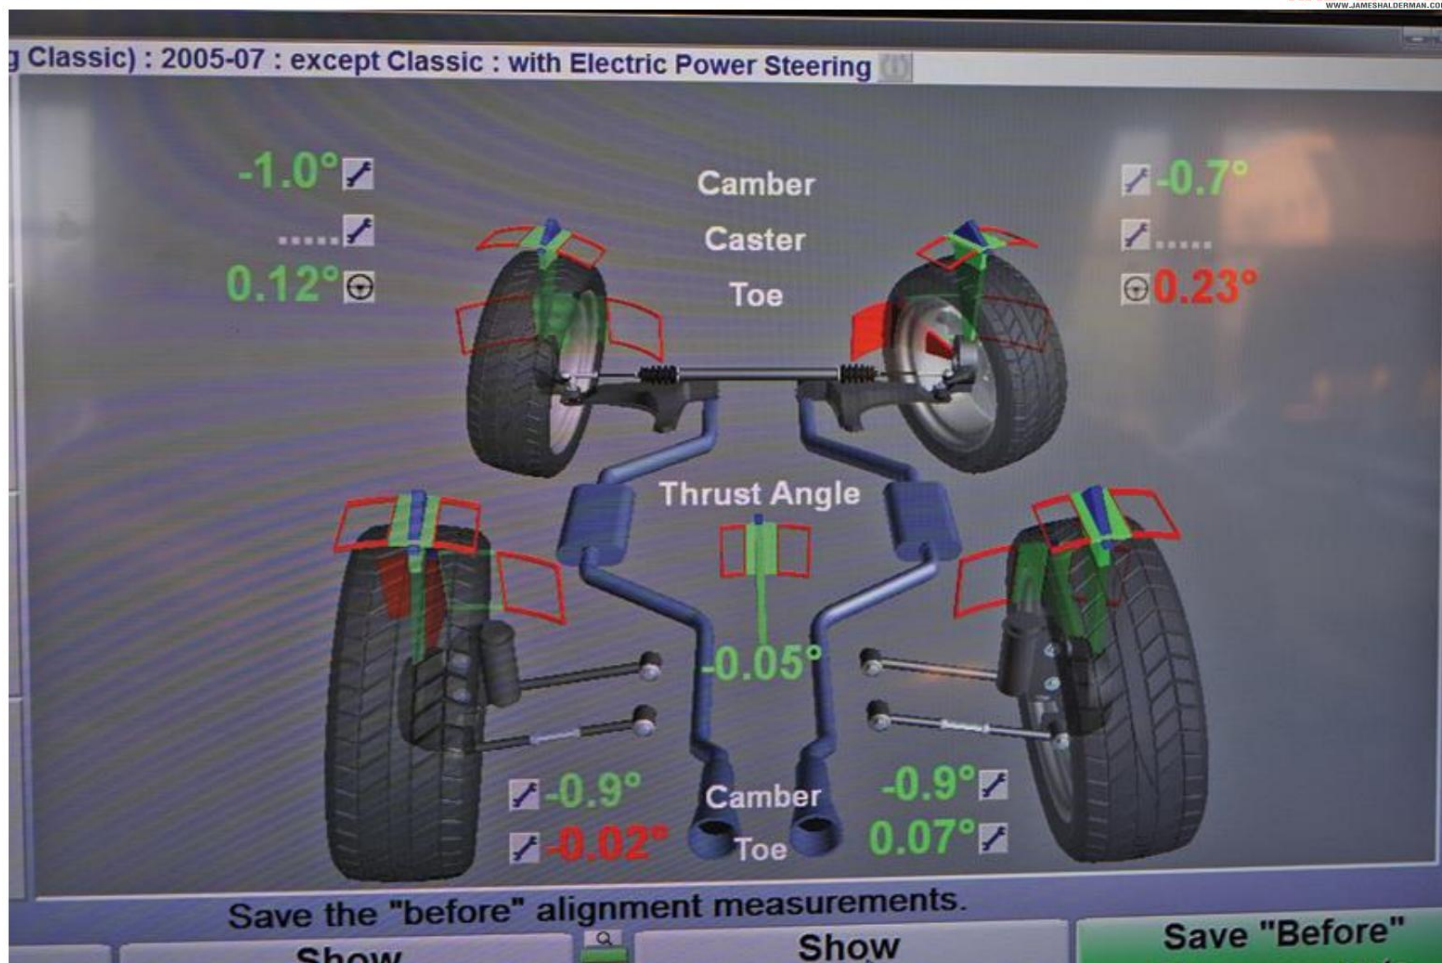 WWW.JAMESHALDERMAN.CO
g Classic) : 2005-07 : except Classic : with Electric Power Steering
-1.0° Camber -0.7°
..... Caster .....
0.12° Toe 0.23°
Thrust Angle
-0.05°
-0.9° Camber -0.9°
-0.02° Toe 0.07°
Save the "before" alignment measurements.
Show Show Save "Before"